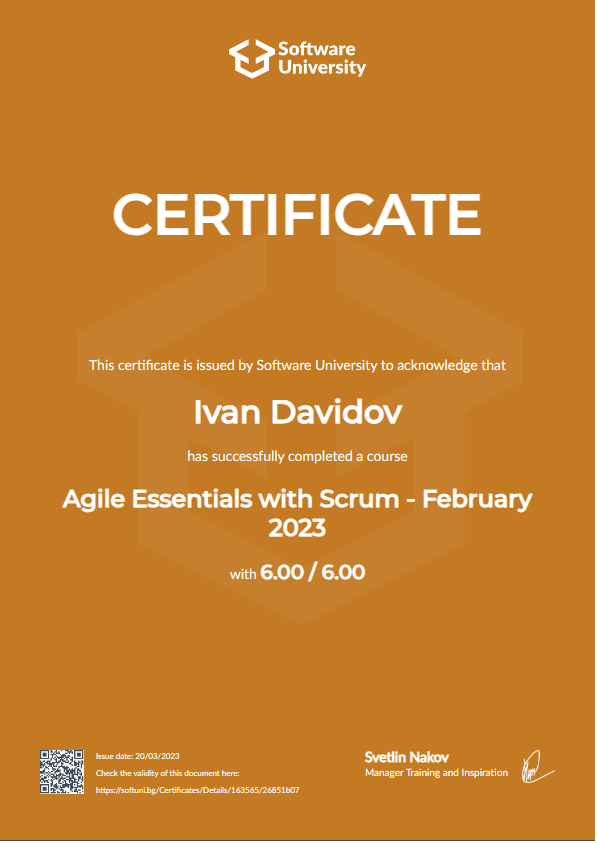 Software
University
CERTIFICATE
This certificate is issued by Software University to acknowledge that
Ivan Davidov
has successfully completed a course
Agile Essentials with Scrum - February
2023
with 6.00 / 6.00
Issue date: 20/03/2023
Check the validity of this document here:
https://softuni.bg/Certificates/Details/163565/26851b07
Svetlin Nakov
Manager Training and Inspiration